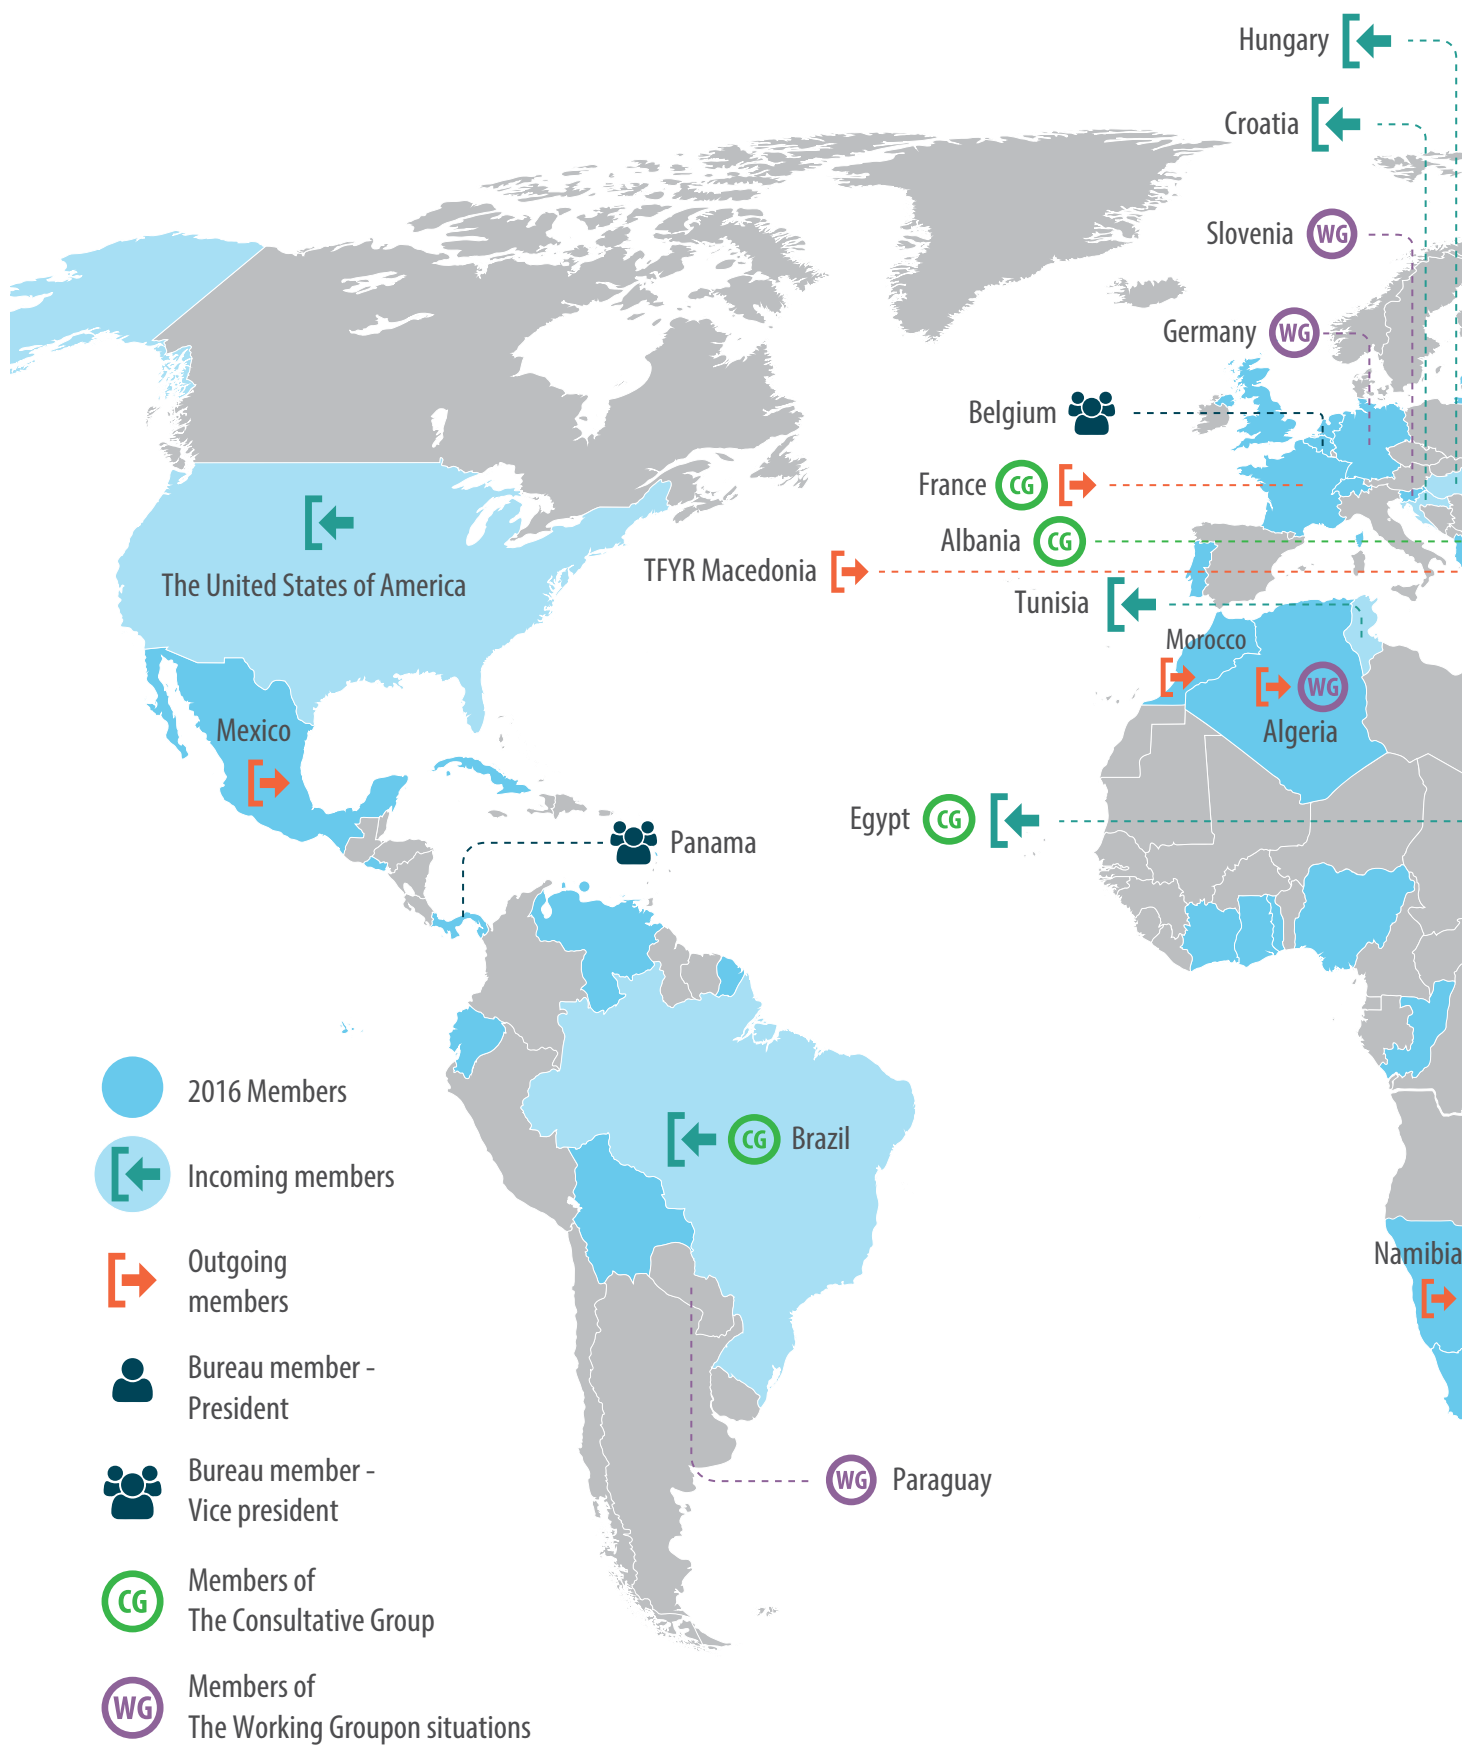 Hungary
Croatia
Slovenia
WG
Germany
WG
Belgium
France
CG
Albania
CG
TFYR Macedonia
Tunisia
Morocco
WG
Algeria
The United States of America
Mexico
Egypt
CG
Panama
Brazil
CG
Namibia
Paraguay
WG
2016 Members
Incoming members
Outgoing
members
Bureau member -
President
Bureau member -
Vice president
CG
Members of
The Consultative Group
WG
Members of
The Working Groupon situations